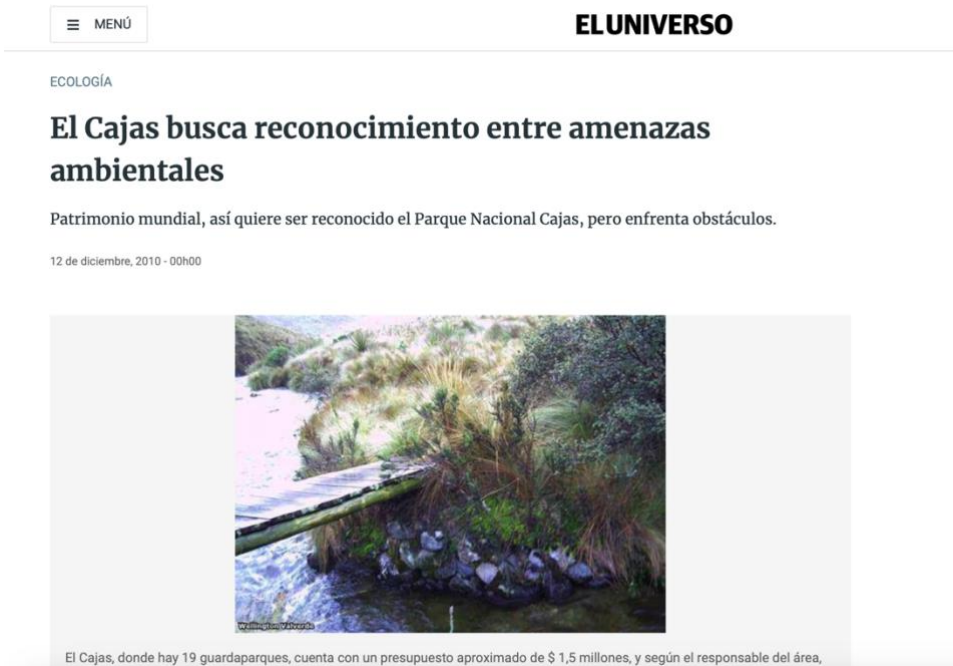 MENÚ
EL UNIVERSO
ECOLOGÍA
El Cajas busca reconocimiento entre amenazas
ambientales
Patrimonio mundial, así quiere ser reconocido el Parque Nacional Cajas, pero enfrenta obstáculos.
12 de diciembre, 2010 - 00h00
Wellington Valverde
El Cajas, donde hay 19 guardaparques, cuenta con un presupuesto aproximado de $ 1,5 millones, y según el responsable del área,